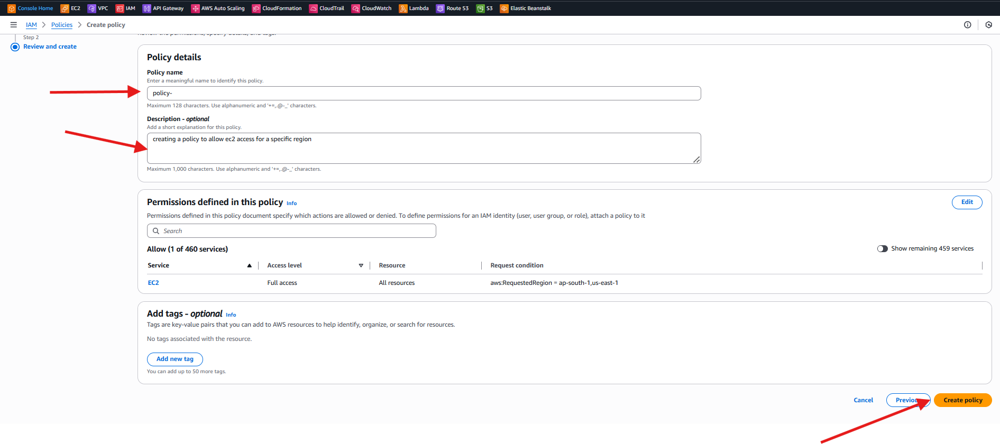 Console Home EC2 VPC IAM API Gateway AWS Auto Scaling CloudFormation CloudTrail CloudWatch Lambda Route 53 S3 Elastic Beanstalk
IAM Policies Create policy
Review the permissions, specify details, and tags.
Step 2
Review and create
Policy details
Policy name
Enter a meaningful name to identify this policy.
policy-
Maximum 128 characters. Use alphanumeric and '+=,.@-_' characters.
Description - optional
Add a short explanation for this policy.
creating a policy to allow ec2 access for a specific region
Maximum 1,000 characters. Use alphanumeric and '+=,.@-_' characters.
Permissions defined in this policy Info
Edit
Permissions defined in this policy document specify which actions are allowed or denied. To define permissions for an IAM identity (user, user group, or role), attach a policy to it
Search
Allow (1 of 460 services)
Show remaining 459 services
Service Access level Resource Request condition
EC2 Full access All resources aws:RequestedRegion = ap-south-1,us-east-1
Add tags - optional Info
Tags are key-value pairs that you can add to AWS resources to help identify, organize, or search for resources.
No tags associated with the resource.
Add new tag
You can add up to 50 more tags.
Cancel Previou Create policy